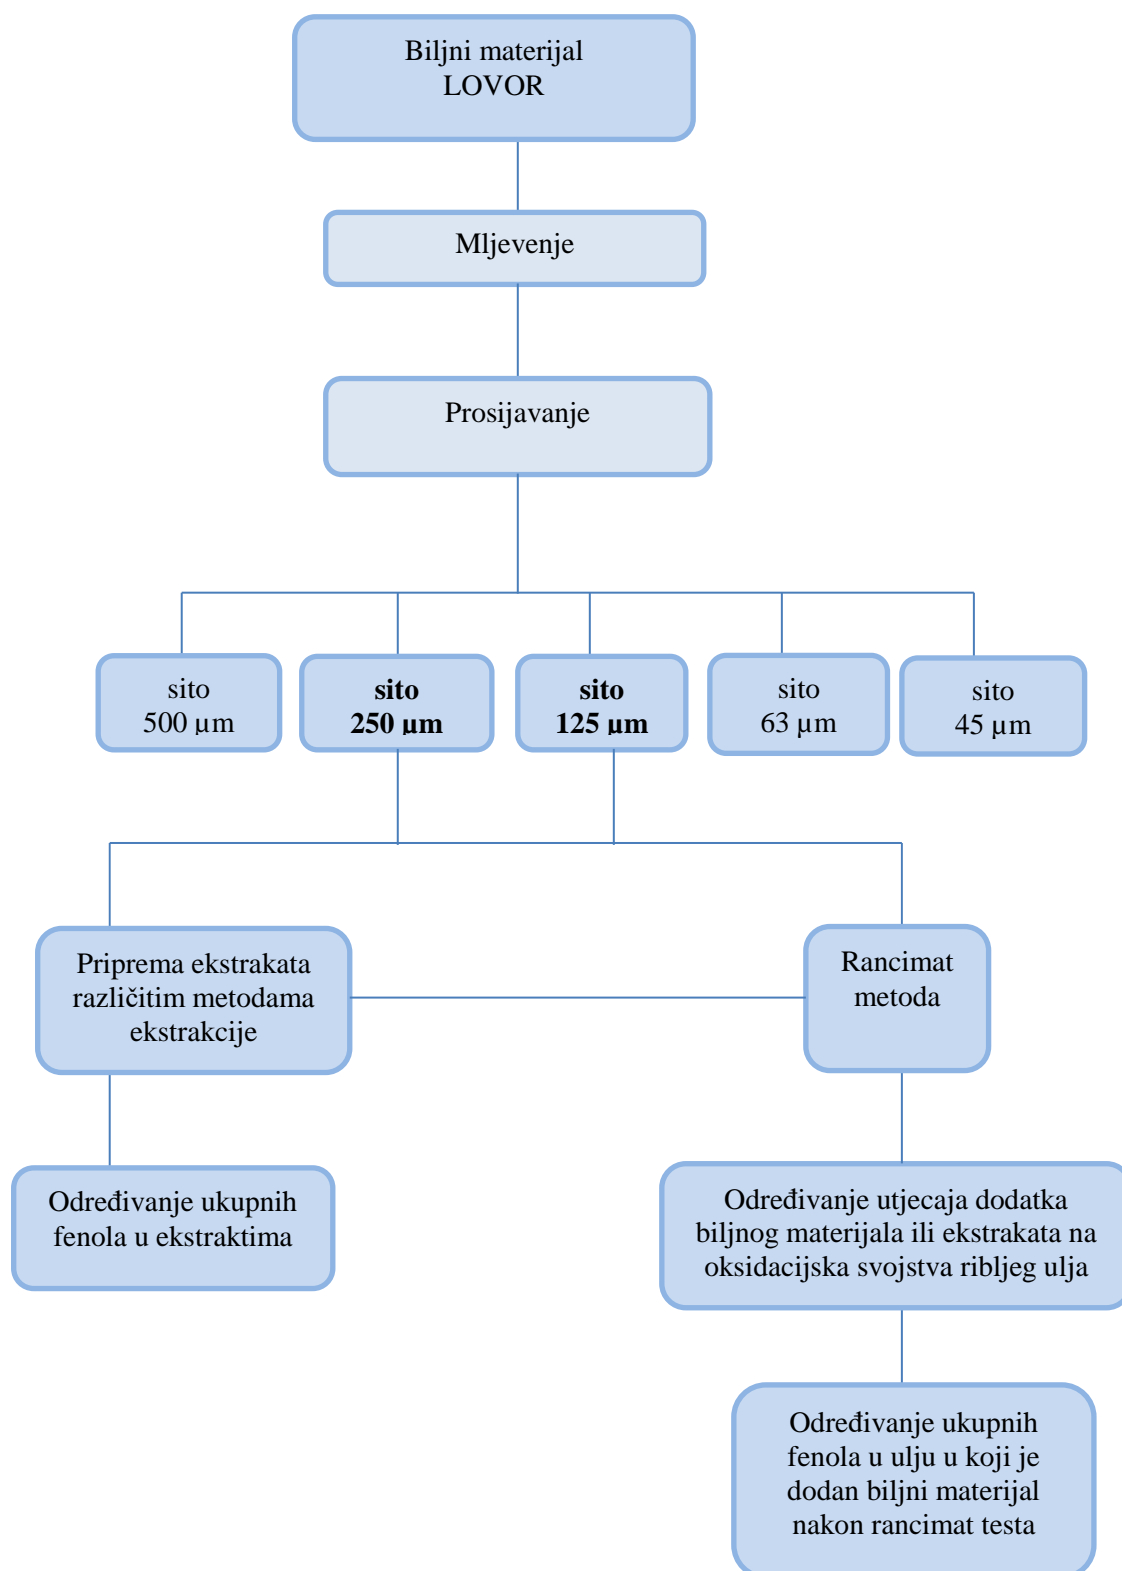 Biljni materijal
LOVOR
Mljevenje
Prosijavanje
sito
500 µm
sito
250 µm
sito
125 µm
sito
63 µm
sito
45 µm
Priprema ekstrakata
različitim metodama
ekstrakcije
Rancimat
metoda
Određivanje ukupnih
fenola u ekstraktima
Određivanje utjecaja dodatka
biljnog materijala ili ekstrakata na
oksidacijska svojstva ribljeg ulja
Određivanje ukupnih
fenola u ulju u koji je
dodan biljni materijal
nakon rancimat testa